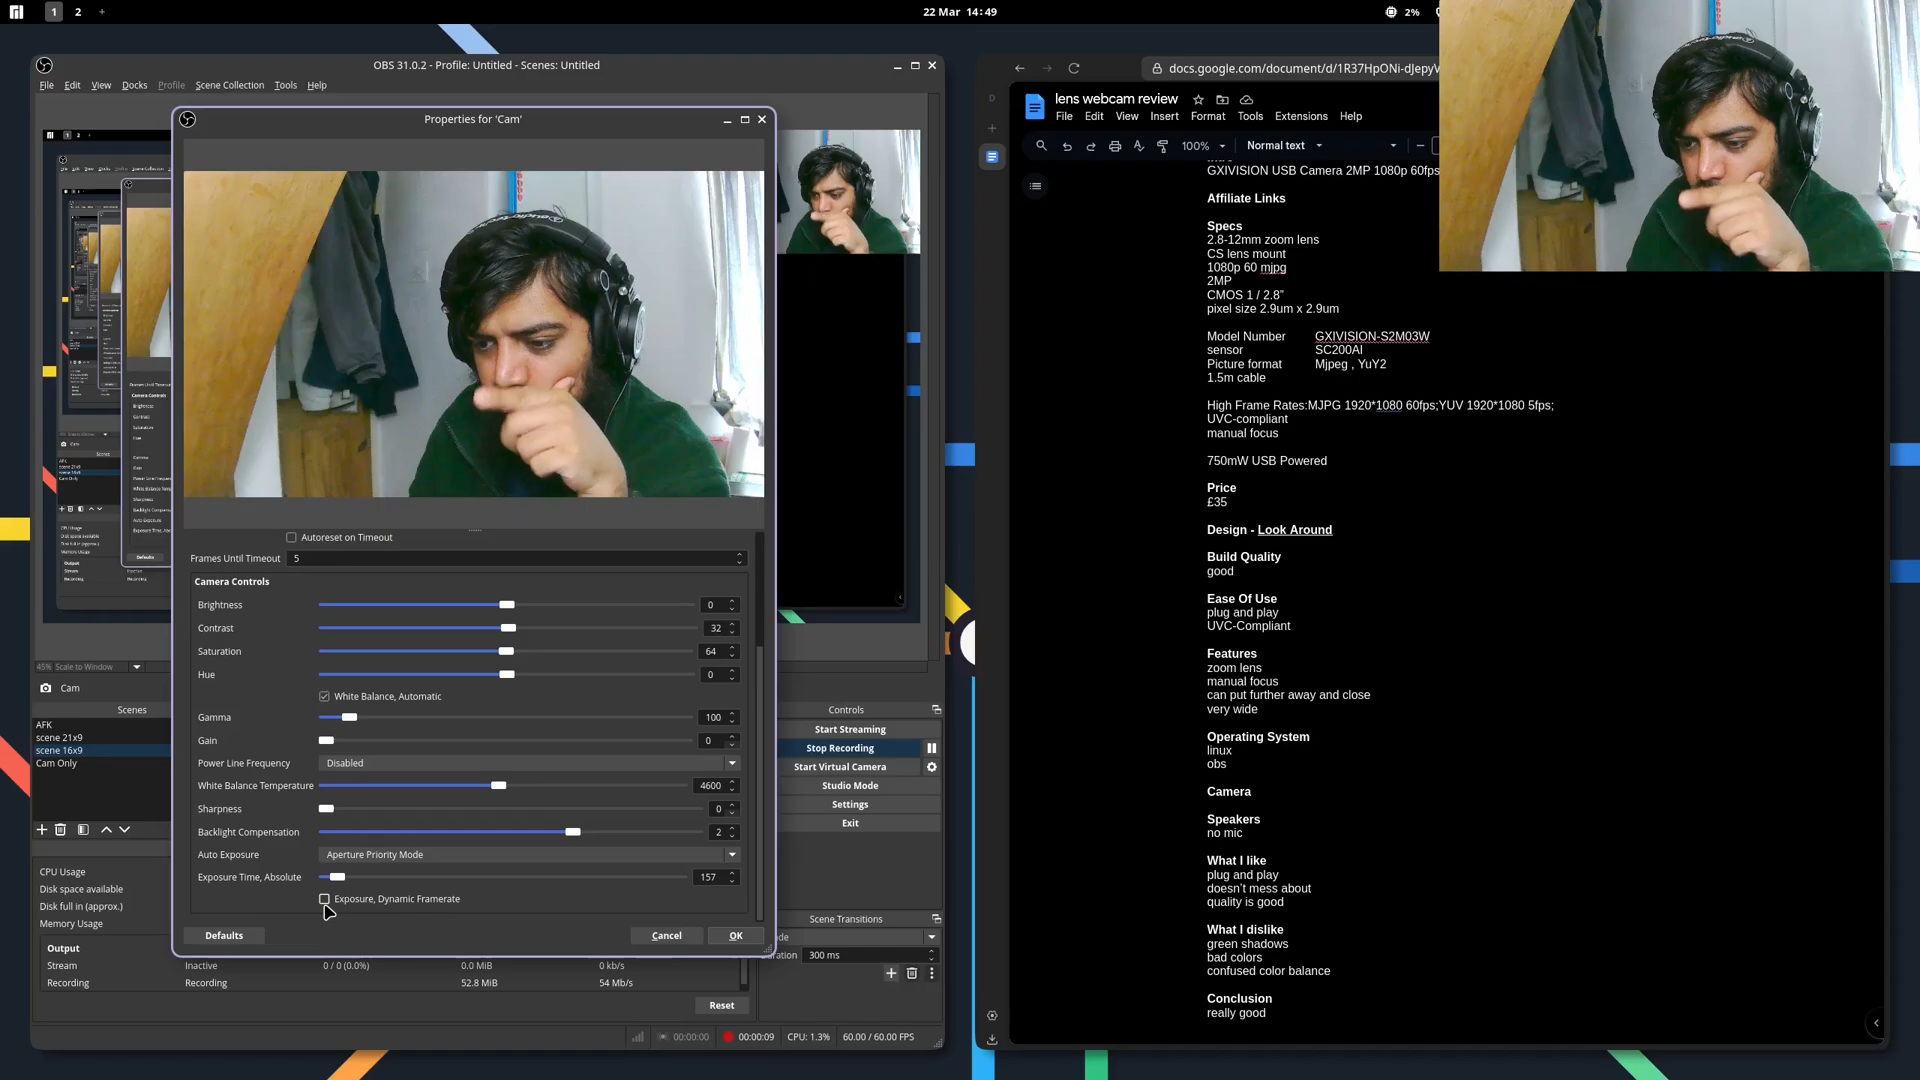 1
2
+
22 Mar 14:49
2%
OBS 31.0.2 - Profile: Untitled - Scenes: Untitled
File Edit View Docks Profile Scene Collection Tools Help
Properties for 'Cam'
Autoreset on Timeout
Frames Until Timeout 5
Camera Controls
Brightness 0
Contrast 32
Saturation 64
Hue 0
White Balance, Automatic
Gamma 100
Gain 0
Power Line Frequency Disabled
White Balance Temperature 4600
Sharpness 0
Backlight Compensation 2
Auto Exposure Aperture Priority Mode
Exposure Time, Absolute 157
Exposure, Dynamic Framerate
Defaults
Cancel
OK
45% Scale to Window
Cam
Scenes
AFK
scene 21x9
scene 16x9
Cam Only
Controls
Start Streaming
Stop Recording
Start Virtual Camera
Studio Mode
Settings
Exit
Scene Transitions
300 ms
CPU Usage
Disk space available
Disk full in (approx.)
Memory Usage
Output
Stream Inactive 0 / 0 (0.0%) 0.0 MiB 0 kb/s
Recording Recording 52.8 MiB 54 Mb/s
Reset
00:00:00
00:00:09
CPU: 1.3%
60.00 / 60.00 FPS
docs.google.com/document/d/1R37HpONi-dJepyV
lens webcam review
File Edit View Insert Format Tools Extensions Help
100% Normal text
GXIVISION USB Camera 2MP 1080p 60fps
Affiliate Links
Specs
2.8-12mm zoom lens
CS lens mount
1080p 60 mjpg
2MP
CMOS 1 / 2.8”
pixel size 2.9um x 2.9um
Model Number GXIVISION-S2M03W
sensor SC200AI
Picture format Mjpeg , YuY2
1.5m cable
High Frame Rates:MJPG 1920*1080 60fps;YUV 1920*1080 5fps;
UVC-compliant
manual focus
750mW USB Powered
Price
£35
Design - Look Around
Build Quality
good
Ease Of Use
plug and play
UVC-Compliant
Features
zoom lens
manual focus
can put further away and close
very wide
Operating System
linux
obs
Camera
Speakers
no mic
What I like
plug and play
doesn’t mess about
quality is good
What I dislike
green shadows
bad colors
confused color balance
Conclusion
really good